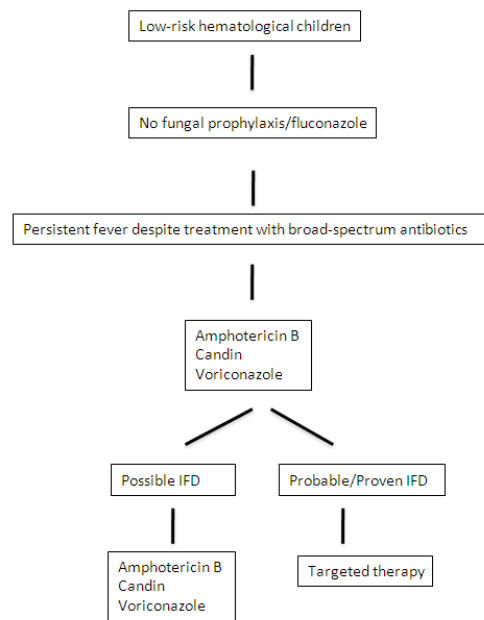 Low-risk hematological children
No fungal prophylaxis/fluconazole
Persistent fever despite treatment with broad-spectrum antibiotics
Amphotericin B
Candin
Voriconazole
Possible IFD
Probable/Proven IFD
Amphotericin B
Candin
Voriconazole
Targeted therapy